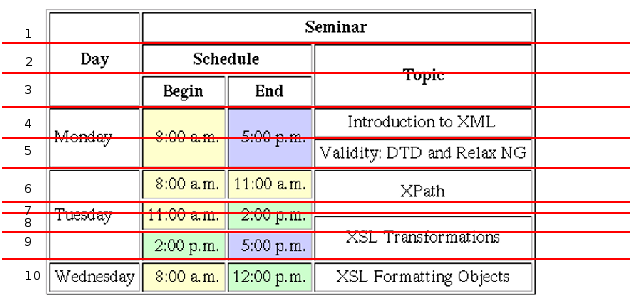 1 Seminar
2 Day Schedule Topic
3 Begin End
4 Monday 8:00 a.m. 5:00 p.m. Introduction to XML
5 Validity: DTD and Relax NG
6 8:00 a.m. 11:00 a.m. XPath
7 Tuesday 11:00 a.m. 2:00 p.m.
8
9 2:00 p.m. 5:00 p.m. XSL Transformations
10 Wednesday 8:00 a.m. 12:00 p.m. XSL Formatting Objects